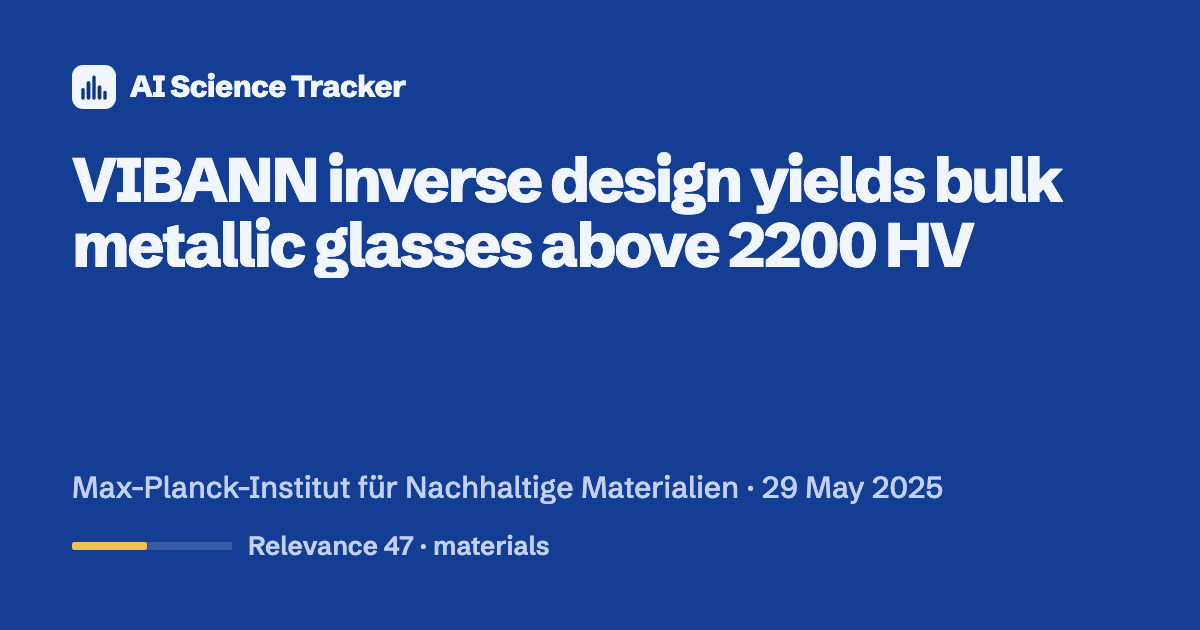 AI Science Tracker
VIBANN inverse design yields bulk
metallic glasses above 2200 HV
Max-Planck-Institut für Nachhaltige Materialien · 29 May 2025
Relevance 47 · materials